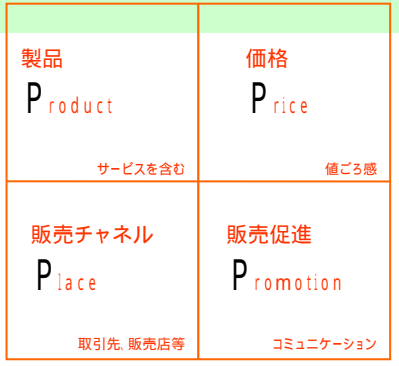 製品
Product
サービスを含む
価格
Price
値ごろ感
販売チャネル
Place
取引先、販売店等
販売促進
Promotion
コミュニケーション